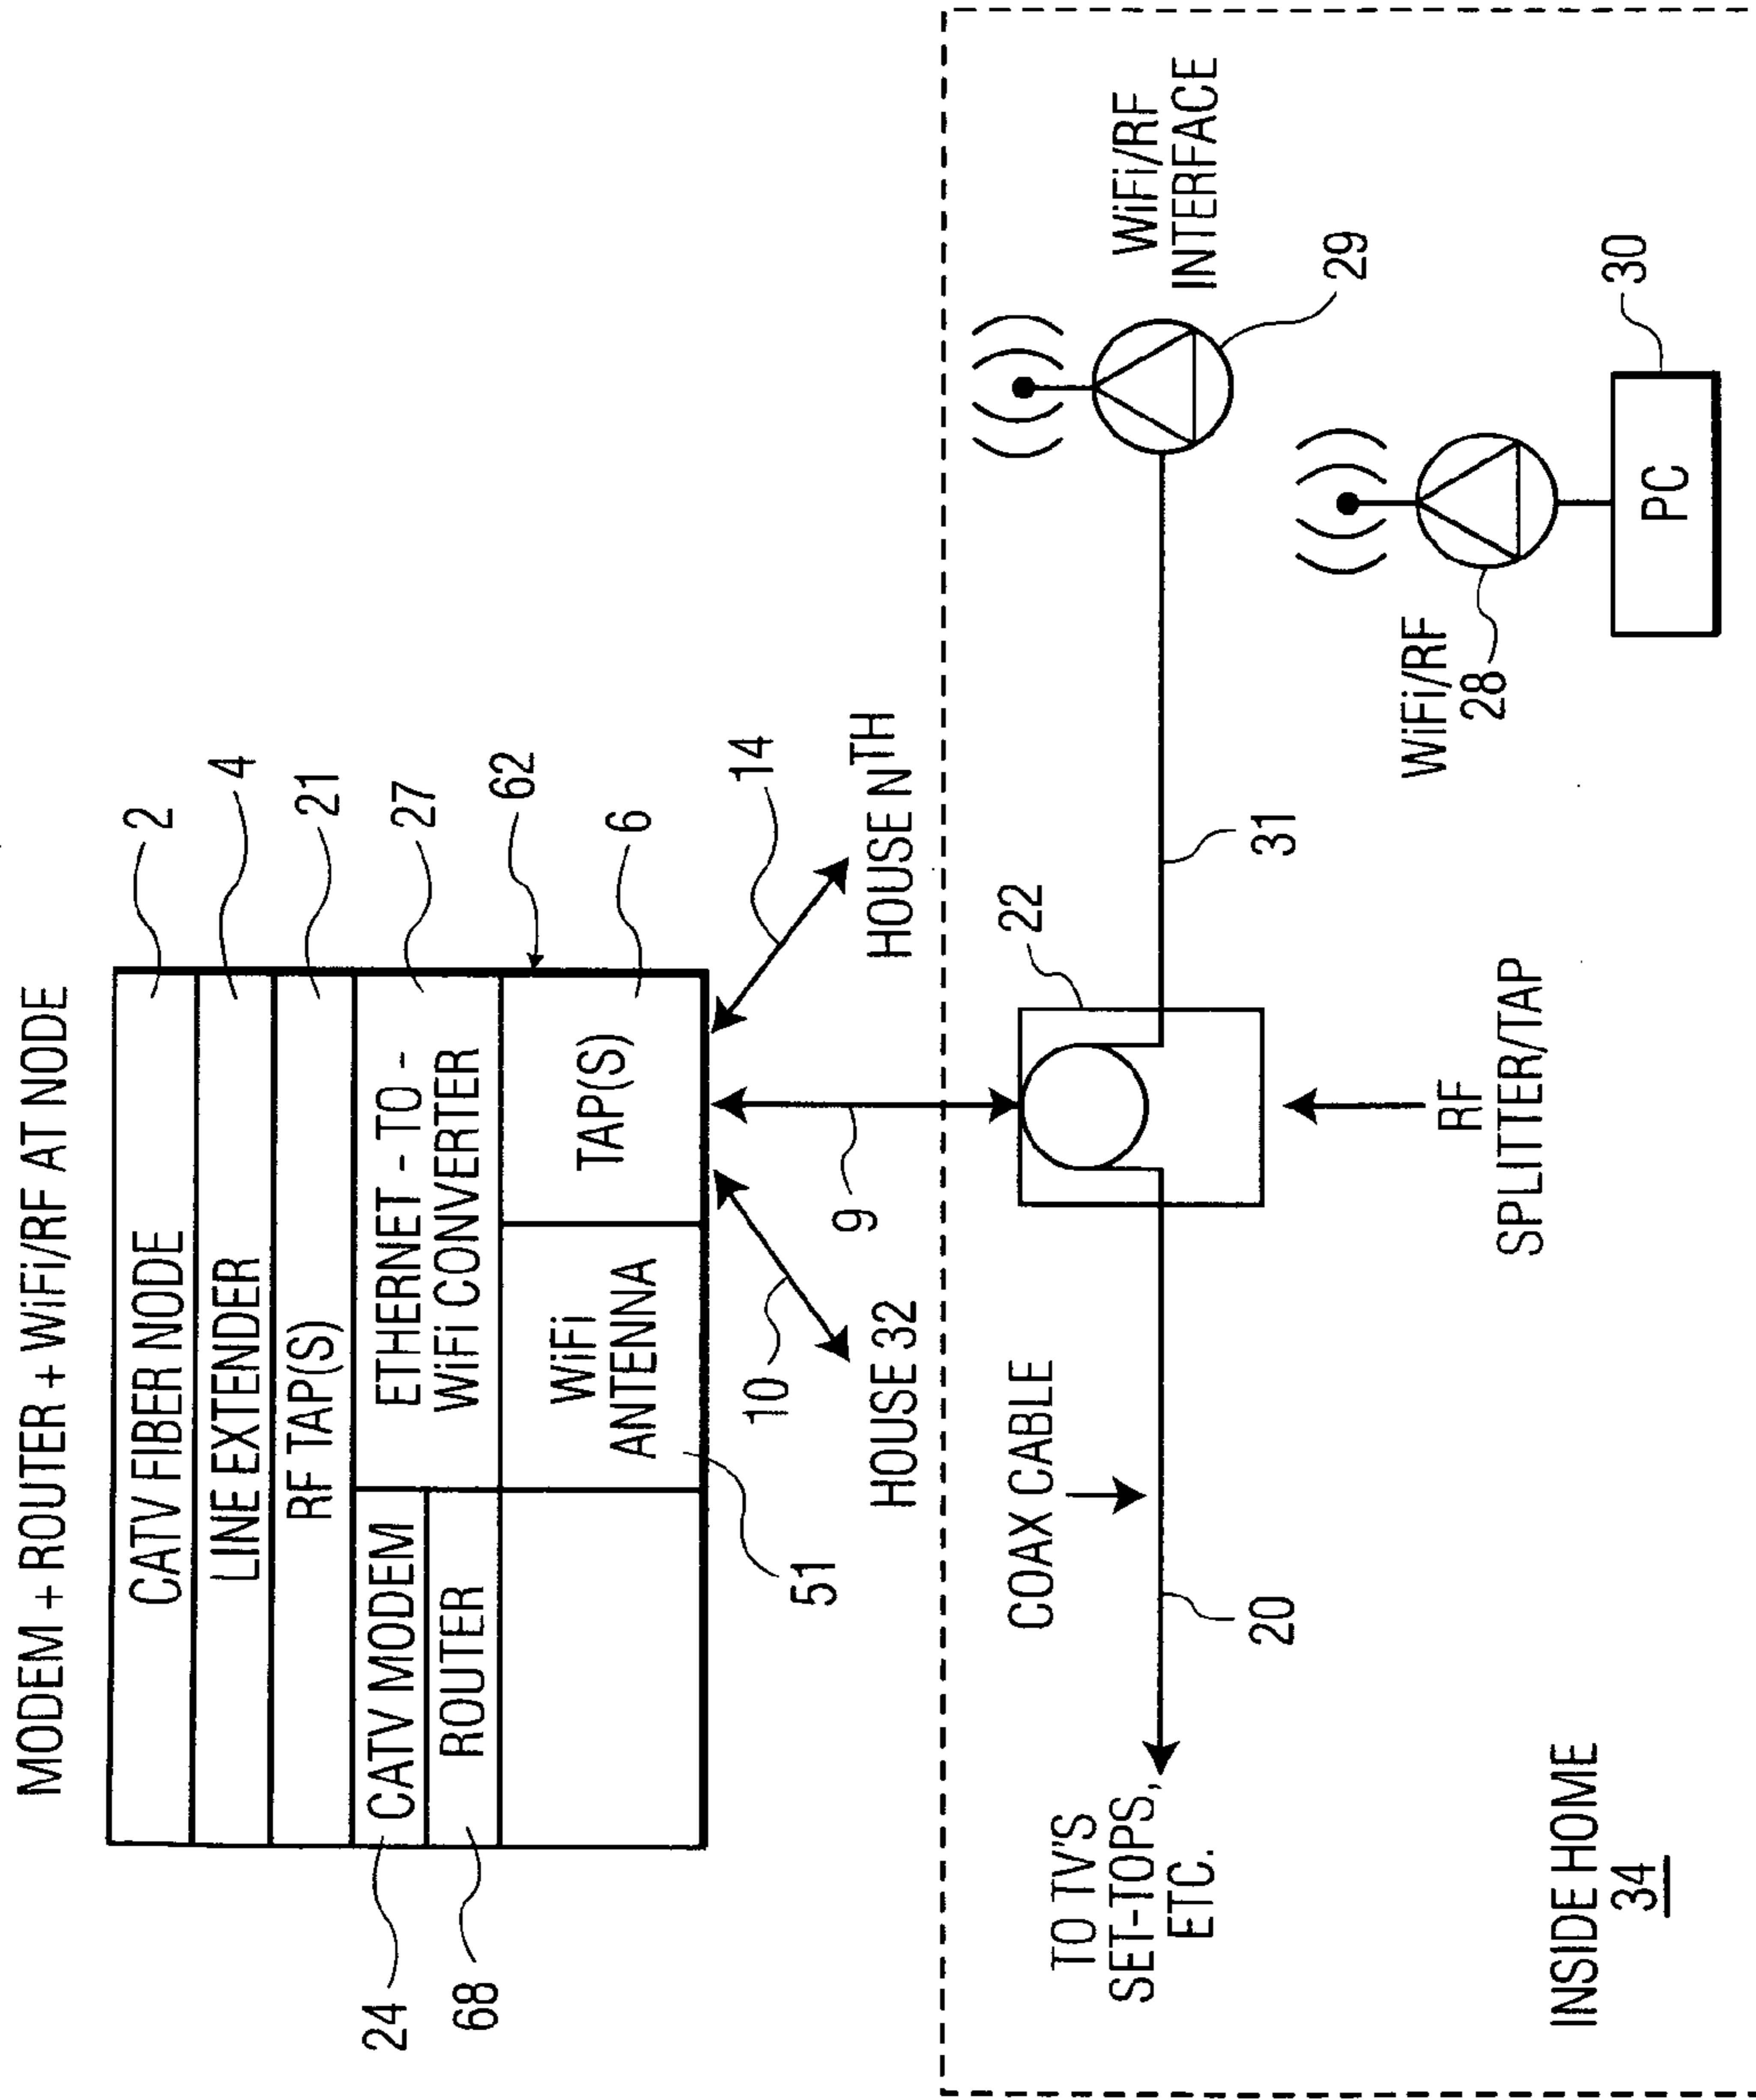 MODEM + ROUTER + WiFi/RF AT NODE
CATV FIBER NODE
2
LINE EXTENDER
4
RF TAP(S)
21
24
CATV MODEM
ETHERNET - TO -
WiFi CONVERTER
27
68
ROUTER
62
WiFi
ANTENNA
TAP(S)
6
51
10
9
14
HOUSE 32
HOUSE NTH
TO TV'S
SET-TOPS,
ETC.
COAX CABLE
20
22
31
WiFi/RF
INTERFACE
29
RF
SPLITTER/TAP
WiFi/RF
28
PC
30
INSIDE HOME
34